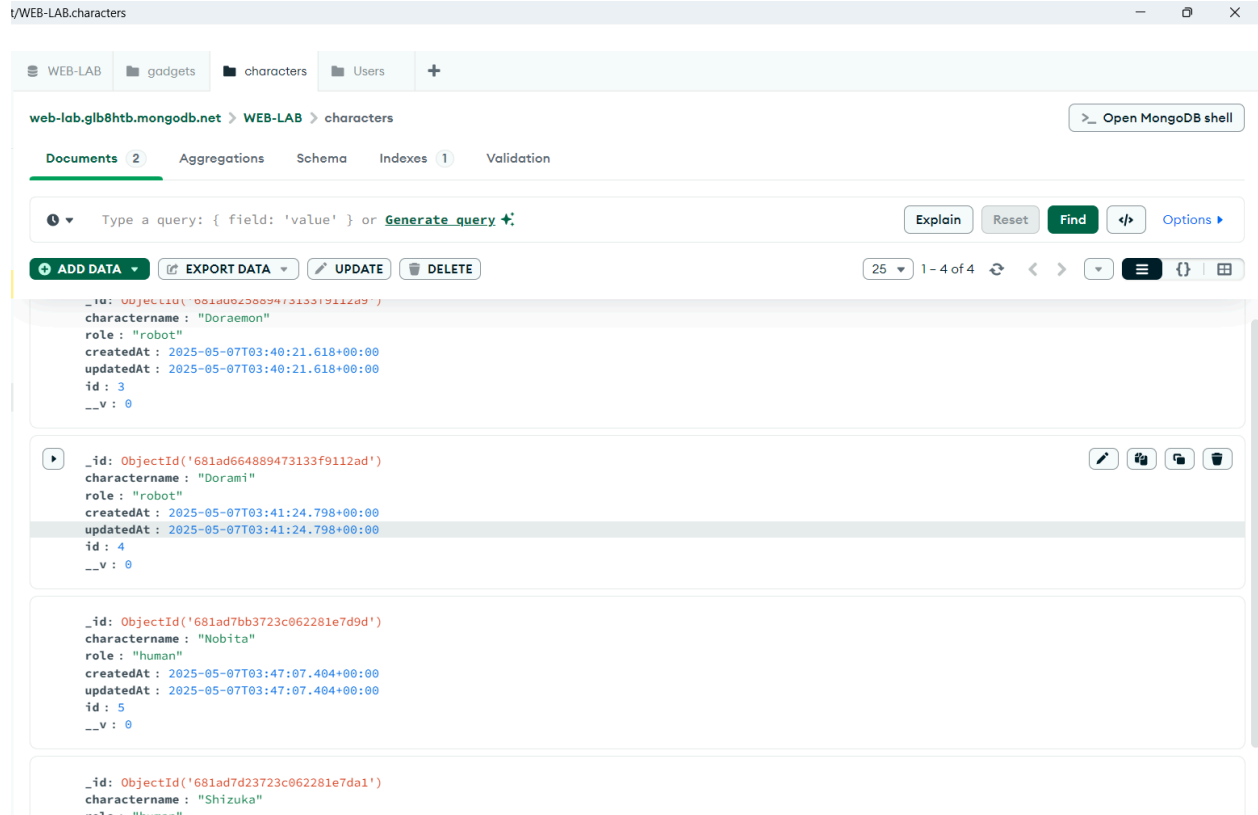 t/WEB-LAB.characters
WEB-LAB gadgets characters Users
web-lab.glb8htb.mongodb.net > WEB-LAB > characters
>_ Open MongoDB shell
Documents 2 Aggregations Schema Indexes 1 Validation
Type a query: { field: 'value' } or Generate query
Explain Reset Find </> Options
ADD DATA EXPORT DATA UPDATE DELETE
25 1 – 4 of 4 {}
_id: ObjectId('681ad625889473133f9112a9')
charactername : "Doraemon"
role : "robot"
createdAt : 2025-05-07T03:40:21.618+00:00
updatedAt : 2025-05-07T03:40:21.618+00:00
id : 3
__v : 0
_id: ObjectId('681ad664889473133f9112ad')
charactername : "Dorami"
role : "robot"
createdAt : 2025-05-07T03:41:24.798+00:00
updatedAt : 2025-05-07T03:41:24.798+00:00
id : 4
__v : 0
_id: ObjectId('681ad7bb3723c062281e7d9d')
charactername : "Nobita"
role : "human"
createdAt : 2025-05-07T03:47:07.404+00:00
updatedAt : 2025-05-07T03:47:07.404+00:00
id : 5
__v : 0
_id: ObjectId('681ad7d23723c062281e7da1')
charactername : "Shizuka"
role : "human"